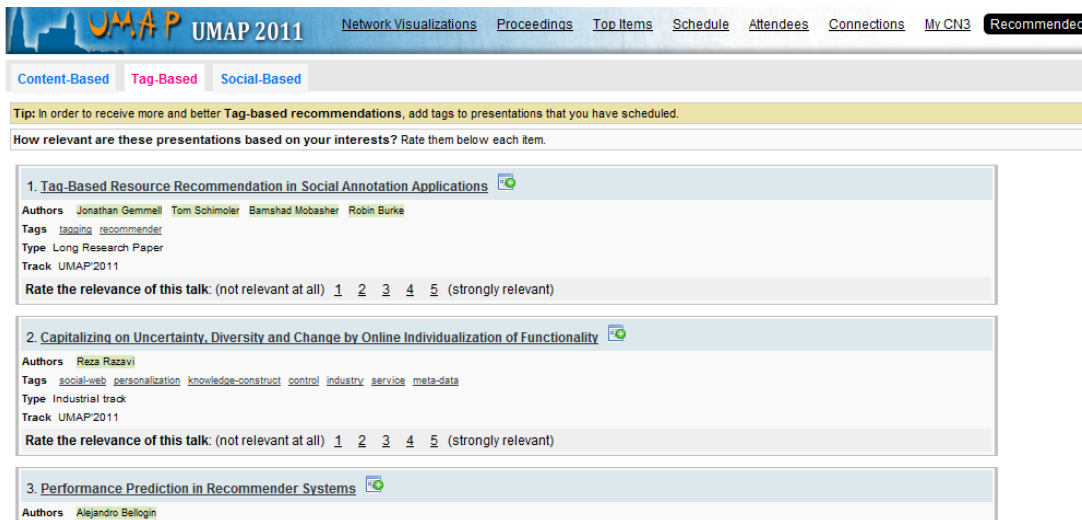 UMAP UMAP 2011 Network Visualizations Proceedings Top Items Schedule Attendees Connections My CN3 Recommended
Content-Based Tag-Based Social-Based
Tip: In order to receive more and better Tag-based recommendations, add tags to presentations that you have scheduled.
How relevant are these presentations based on your interests? Rate them below each item.
1. Tag-Based Resource Recommendation in Social Annotation Applications
Authors Jonathan Gemmell Tom Schimoler Bamshad Mobasher Robin Burke
Tags tagging recommender
Type Long Research Paper
Track UMAP'2011
Rate the relevance of this talk: (not relevant at all) 1 2 3 4 5 (strongly relevant)
2. Capitalizing on Uncertainty, Diversity and Change by Online Individualization of Functionality
Authors Reza Razavi
Tags social-web personalization knowledge-construct control industry service meta-data
Type Industrial track
Track UMAP'2011
Rate the relevance of this talk: (not relevant at all) 1 2 3 4 5 (strongly relevant)
3. Performance Prediction in Recommender Systems
Authors Alejandro Bellogin